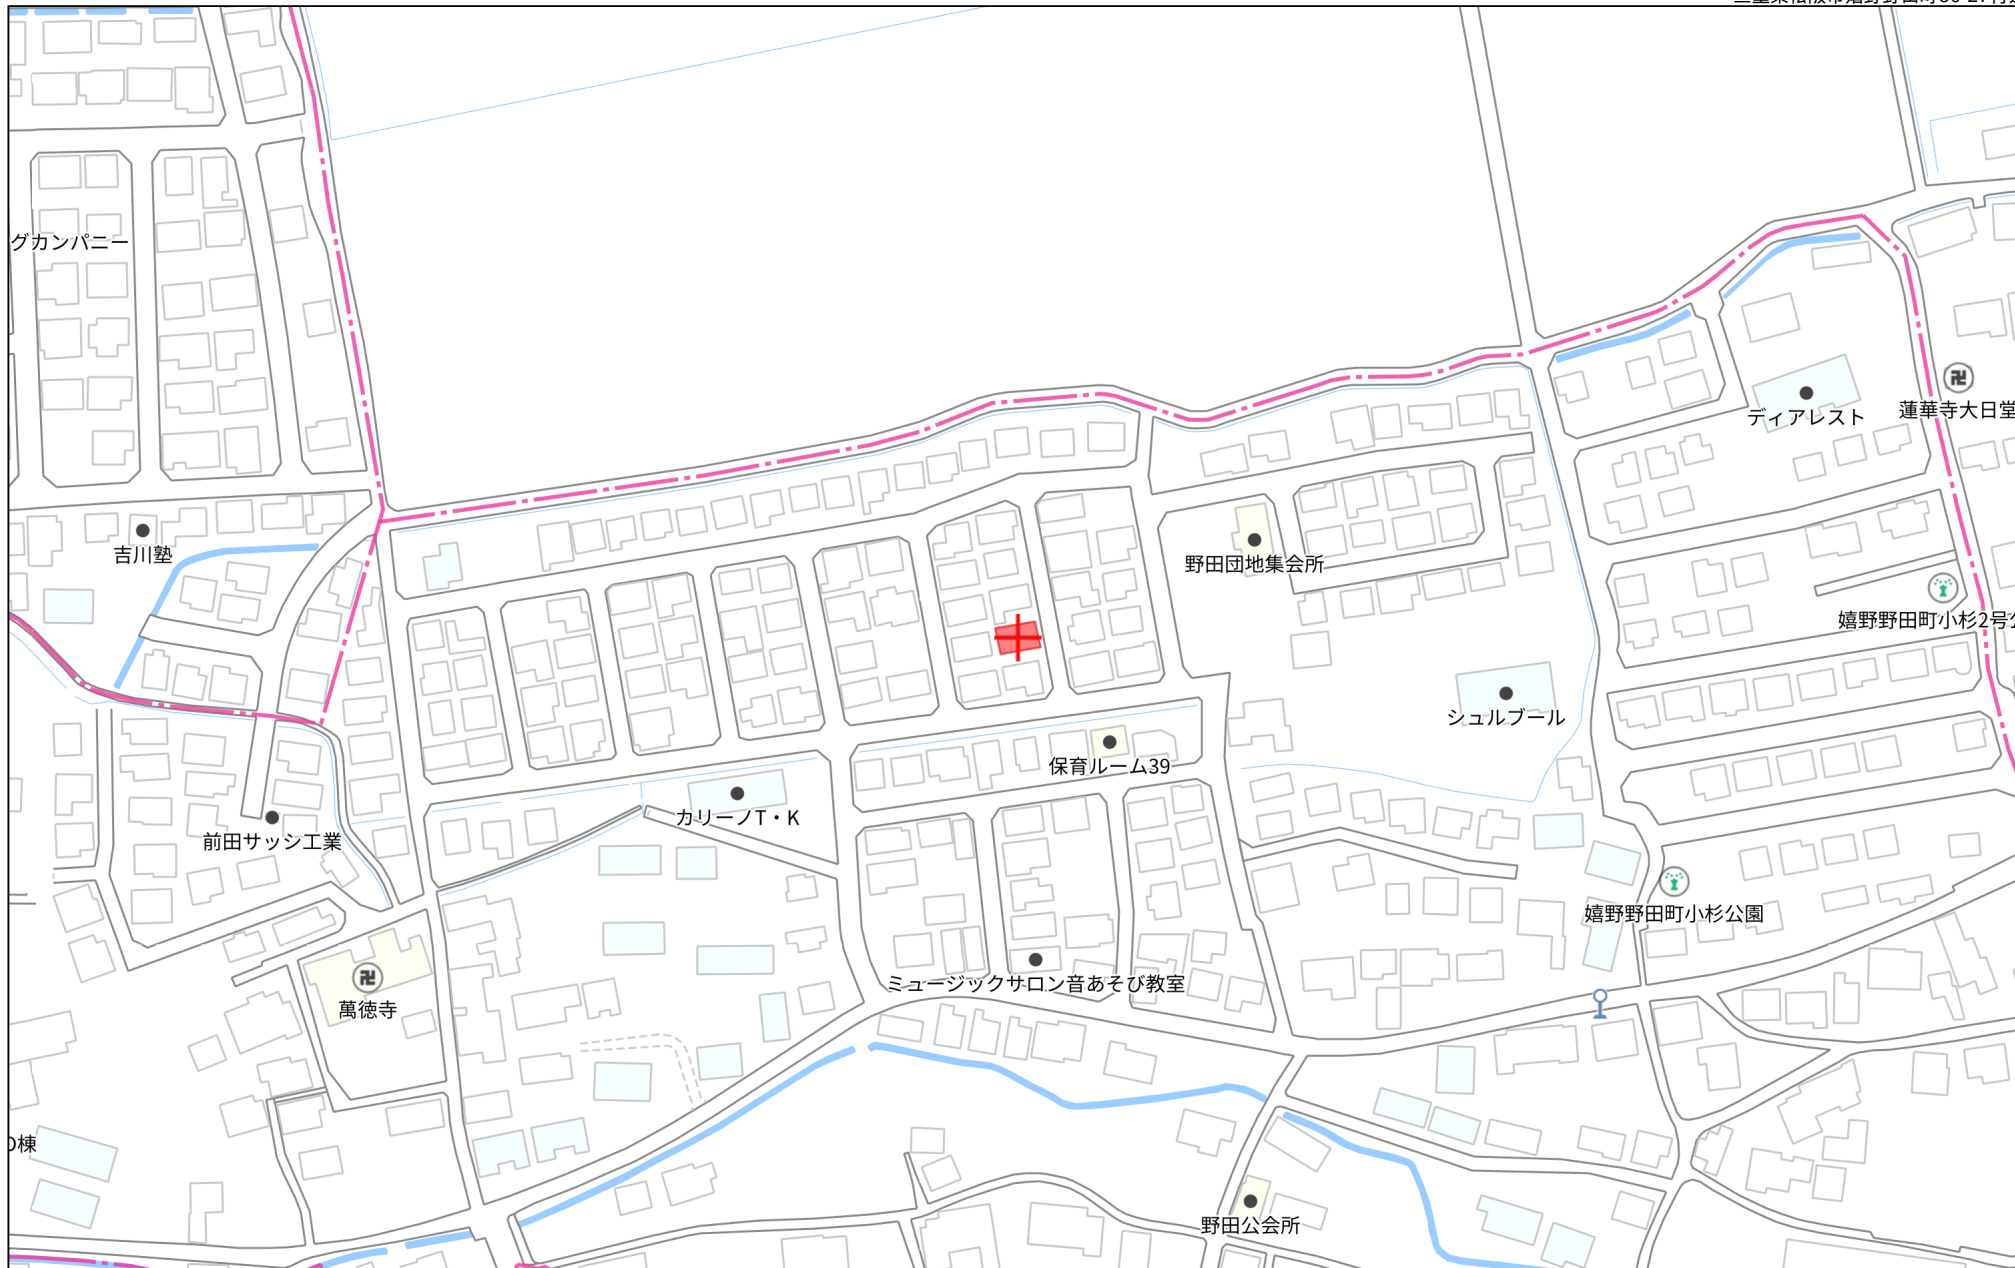 グカンパニー
ディアレスト
蓮華寺大日堂
吉川塾
野田団地集会所
嬉野野田町小杉2号
シュルブール
保育ルーム39
カリーノT・K
前田サッシ工業
嬉野野田町小杉公園
ミュージックサロン音あそび教室
萬徳寺
棟
野田公会所